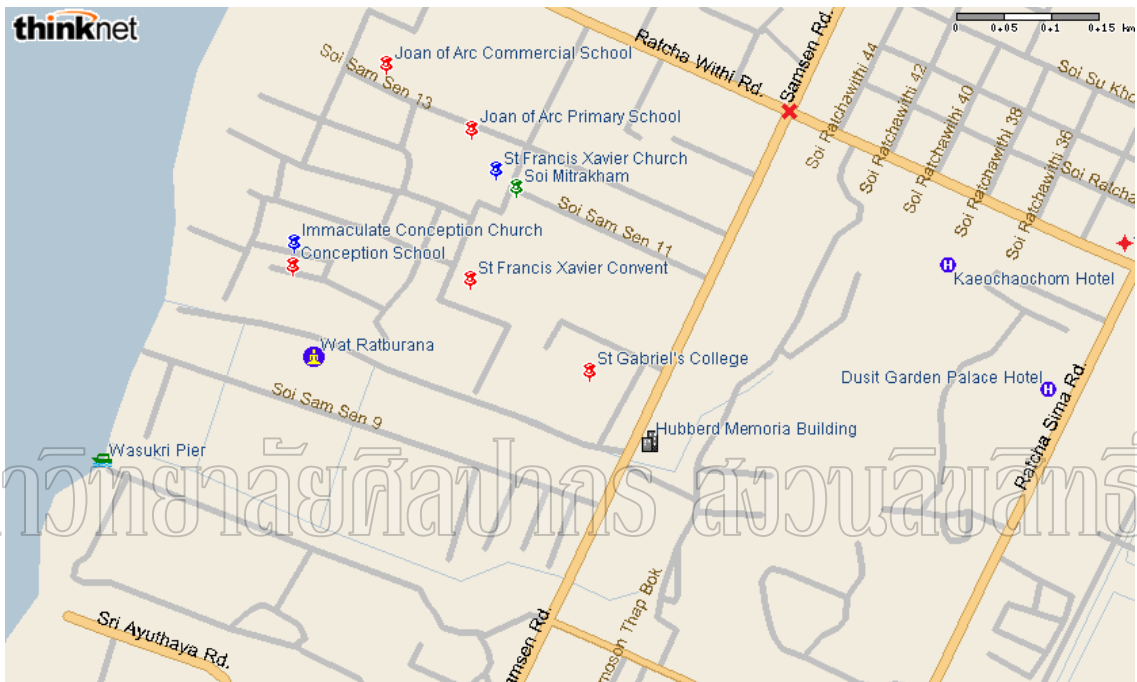 thinknet
0 0.05 0.1 0.15 km
Joan of Arc Commercial School
Ratcha Withi Rd.
Samsen Rd.
Soi Ratchawithi 44
Soi Ratchawithi 42
Soi Ratchawithi 40
Soi Ratchawithi 38
Soi Ratchawithi 36
Soi Su Kho
Soi Ratcha
Soi Sam Sen 13
Joan of Arc Primary School
St Francis Xavier Church
Soi Mitrakham
Soi Sam Sen 11
Immaculate Conception Church
Conception School
St Francis Xavier Convent
Kaeochaochom Hotel
Wat Ratburana
St Gabriel's College
Dusit Garden Palace Hotel
Soi Sam Sen 9
Hubberd Memoria Building
Ratcha Sima Rd.
Wasukri Pier
าวิทยาลัยศิลปากร สงวนลิขสิทธิ์
Sri Ayuthaya Rd.
amsen Rd.
moson Thap Bok